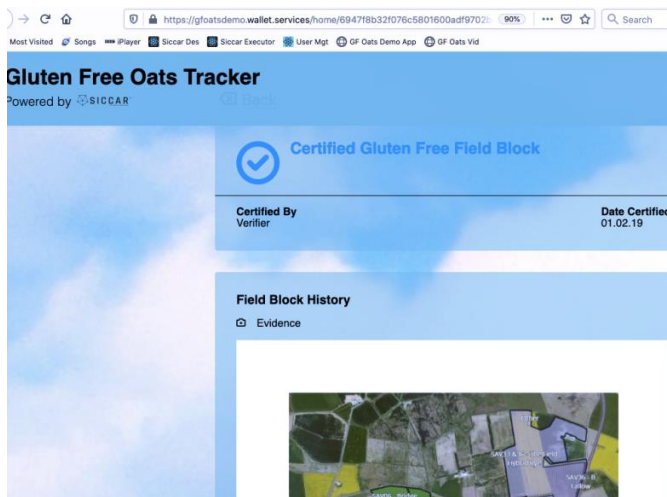 https://gfoatsdemo.wallet.services/home/6947f8b32f076c5801600adf9702
90%
Search
Most Visited
Songs
iPlayer
Siccar Des
Siccar Executor
User Mgt
GF Oats Demo App
GF Oats Vid
Gluten Free Oats Tracker
Powered by SICCAR
Back
Certified Gluten Free Field Block
Certified By
Verifier
Date Certified
01.02.19
Field Block History
Evidence
Fallow